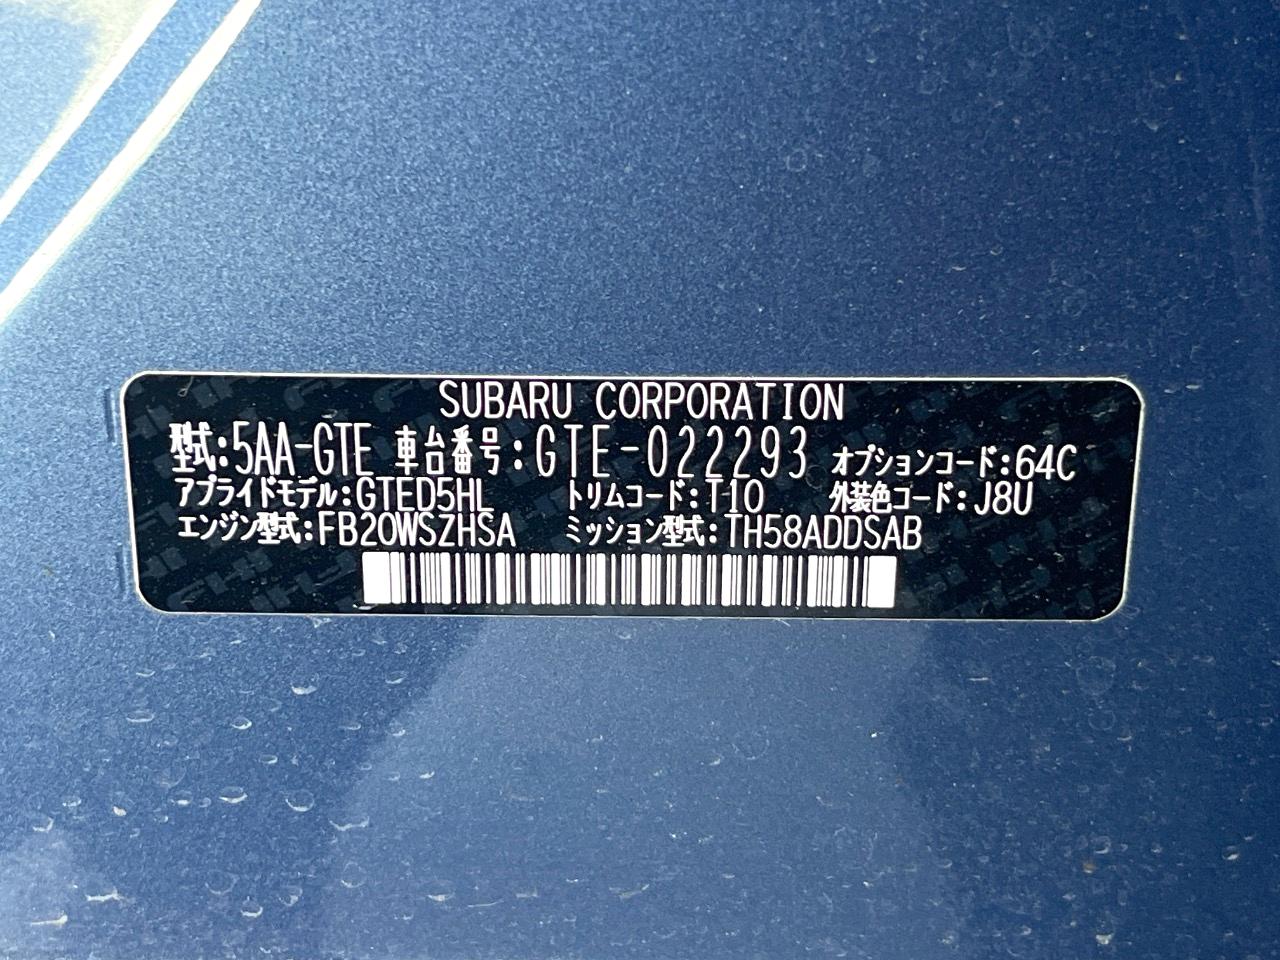 SUBARU CORPORATION
型式:5AA-GTE 車台番号:GTE-022293 オプションコード:64C
アプライドモデル:GTED5HL トリムコード:T10 外装色コード:J8U
エンジン型式:FB20WSZHSA ミッション型式:TH58ADDSAB